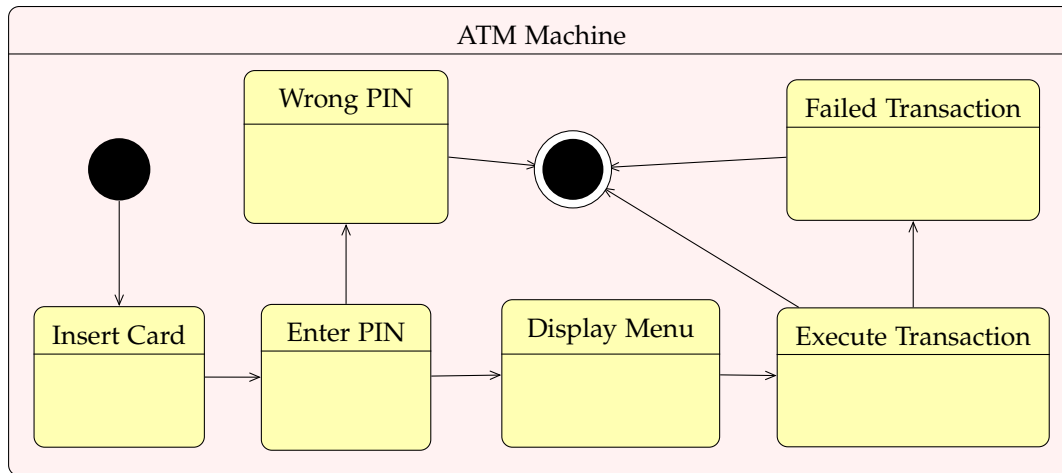 ATM Machine
Wrong PIN
Failed Transaction
Insert Card
Enter PIN
Display Menu
Execute Transaction